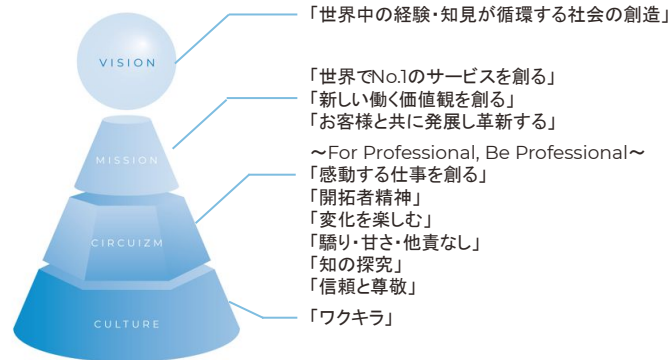 VISION
「世界中の経験・知見が循環する社会の創造」
MISSION
「世界でNo.1のサービスを創る」
「新しい働く価値観を創る」
「お客様と共に発展し革新する」
CIRCUIZM
～For Professional, Be Professional～
「感動する仕事を創る」
「開拓者精神」
「変化を楽しむ」
「驕り・甘さ・他責なし」
「知の探究」
「信頼と尊敬」
CULTURE
「ワクキラ」